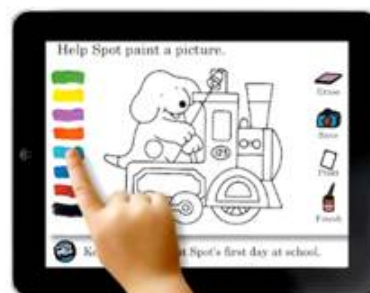 Help Spot paint a picture.
Erase
Save
Print
Finish
Spot's first day at school.